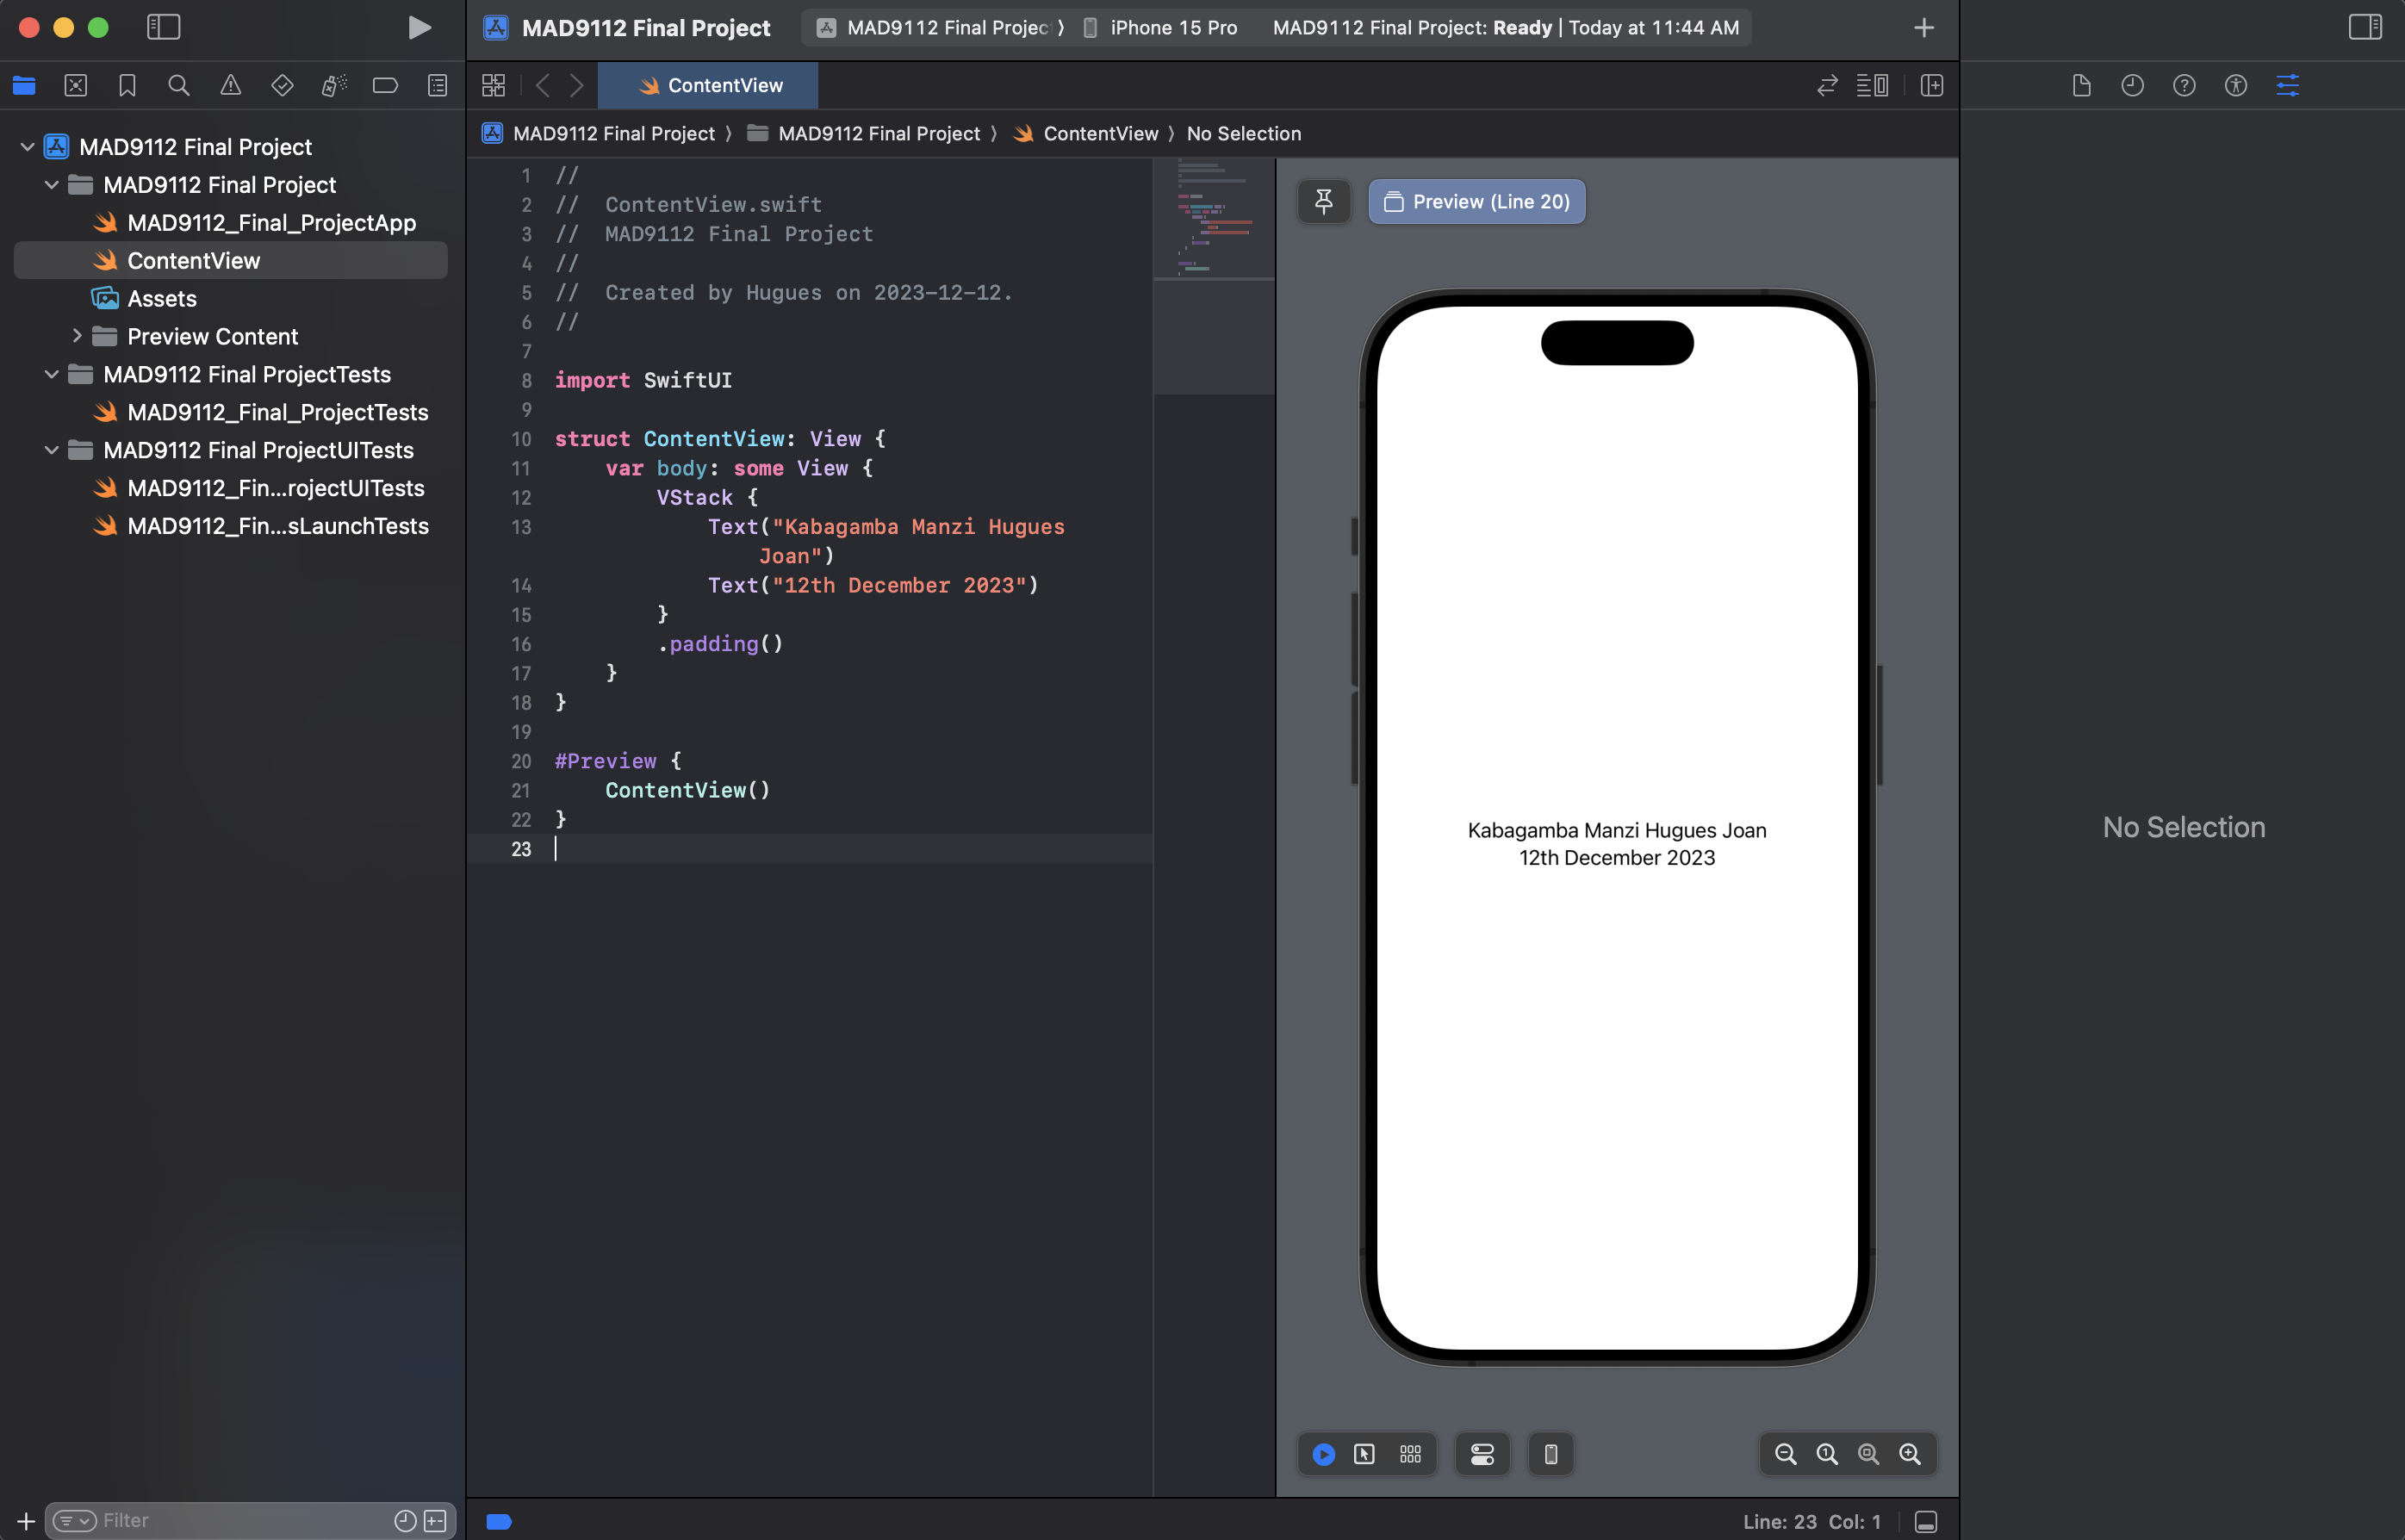 MAD9112 Final Project
MAD9112 Final Projec 〉 iPhone 15 Pro
MAD9112 Final Project: Ready | Today at 11:44 AM
ContentView
MAD9112 Final Project 〉 MAD9112 Final Project 〉 ContentView 〉 No Selection
MAD9112 Final Project
MAD9112 Final Project
MAD9112_Final_ProjectApp
ContentView
Assets
Preview Content
MAD9112 Final ProjectTests
MAD9112_Final_ProjectTests
MAD9112 Final ProjectUITests
MAD9112_Fin...rojectUITests
MAD9112_Fin...sLaunchTests
Filter
1 //
2 //  ContentView.swift
3 //  MAD9112 Final Project
4 //
5 //  Created by Hugues on 2023-12-12.
6 //
7
8 import SwiftUI
9
10 struct ContentView: View {
11     var body: some View {
12         VStack {
13             Text("Kabagamba Manzi Hugues
                Joan")
14             Text("12th December 2023")
15         }
16         .padding()
17     }
18 }
19
20 #Preview {
21     ContentView()
22 }
23
Preview (Line 20)
Kabagamba Manzi Hugues Joan
12th December 2023
No Selection
Line: 23 Col: 1